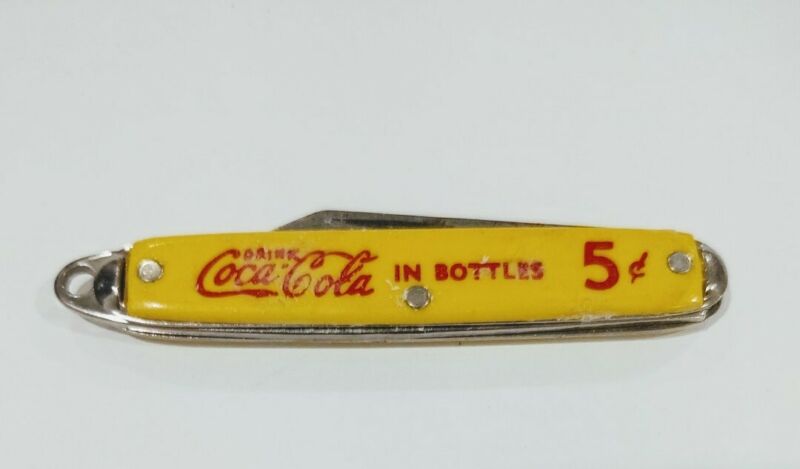 DRINK
Coca-Cola IN BOTTLES 5¢